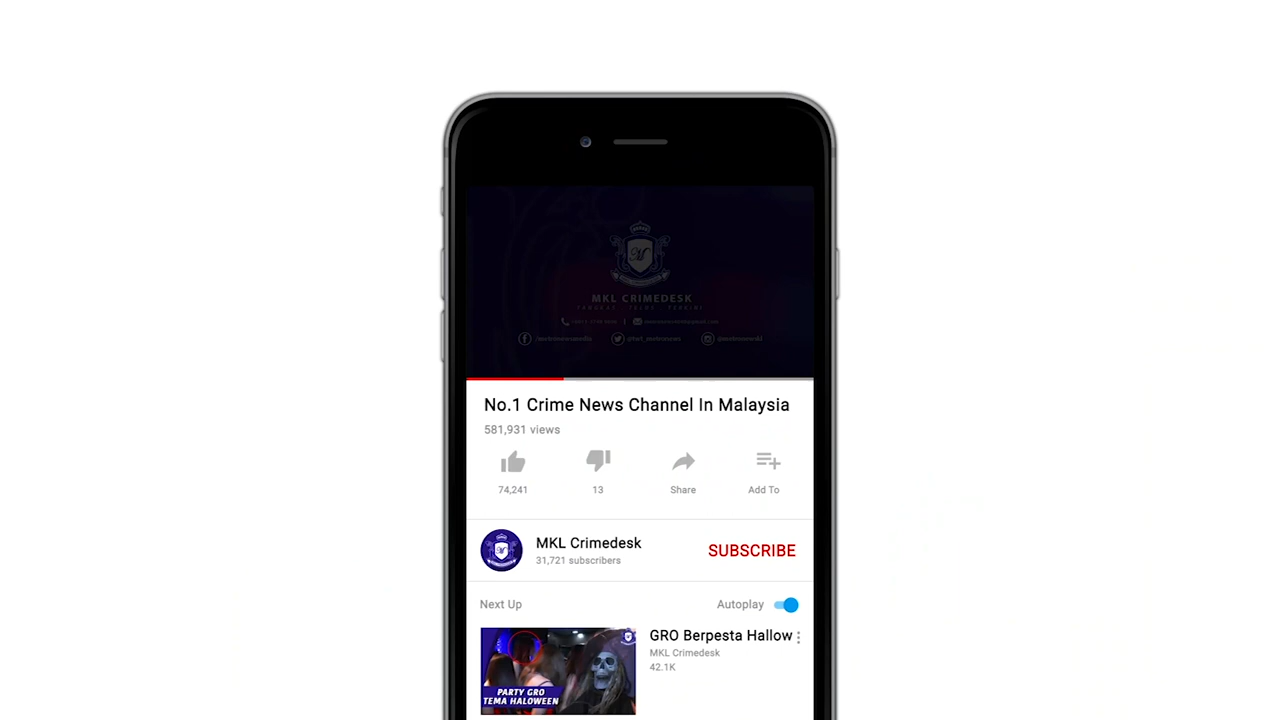 MKL CRIMEDESK
No.1 Crime News Channel In Malaysia
581,931 views
74,241
13
Share
Add To
MKL Crimedesk
31,721 subscribers
SUBSCRIBE
Next Up
Autoplay
GRO Berpesta Hallow
MKL Crimedesk
42.1K
PARTY GRO
TEMA HALOWEEN